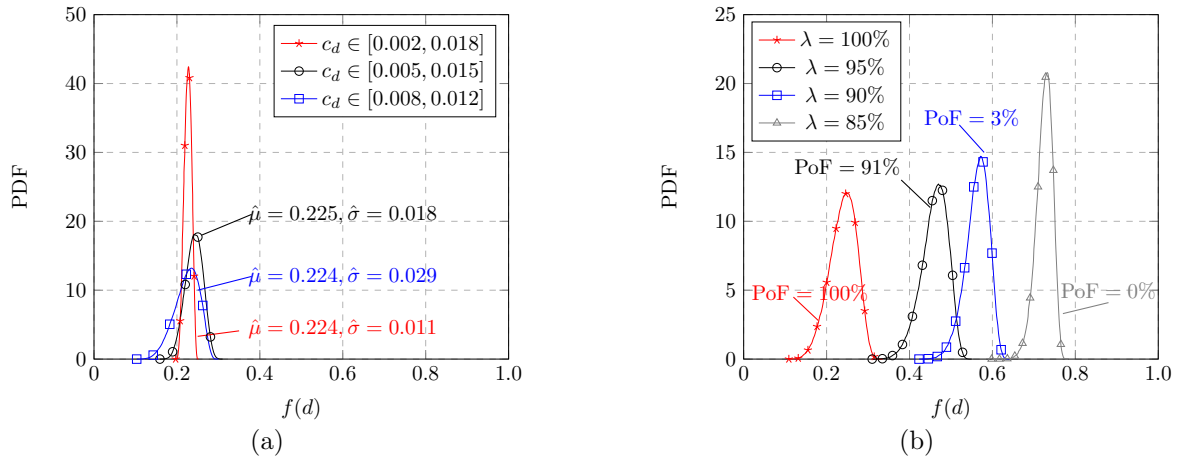 50
40
30
20
10
0
PDF
c_d ∈ [0.002, 0.018]
c_d ∈ [0.005, 0.015]
c_d ∈ [0.008, 0.012]
μ̂ = 0.225, σ̂ = 0.018
μ̂ = 0.224, σ̂ = 0.029
μ̂ = 0.224, σ̂ = 0.011
0 0.2 0.4 0.6 0.8 1.0
f(d)
(a)
25
20
15
10
5
0
PDF
λ = 100%
λ = 95%
λ = 90%
λ = 85%
PoF = 3%
PoF = 91%
PoF = 100%
PoF = 0%
0 0.2 0.4 0.6 0.8 1.0
f(d)
(b)